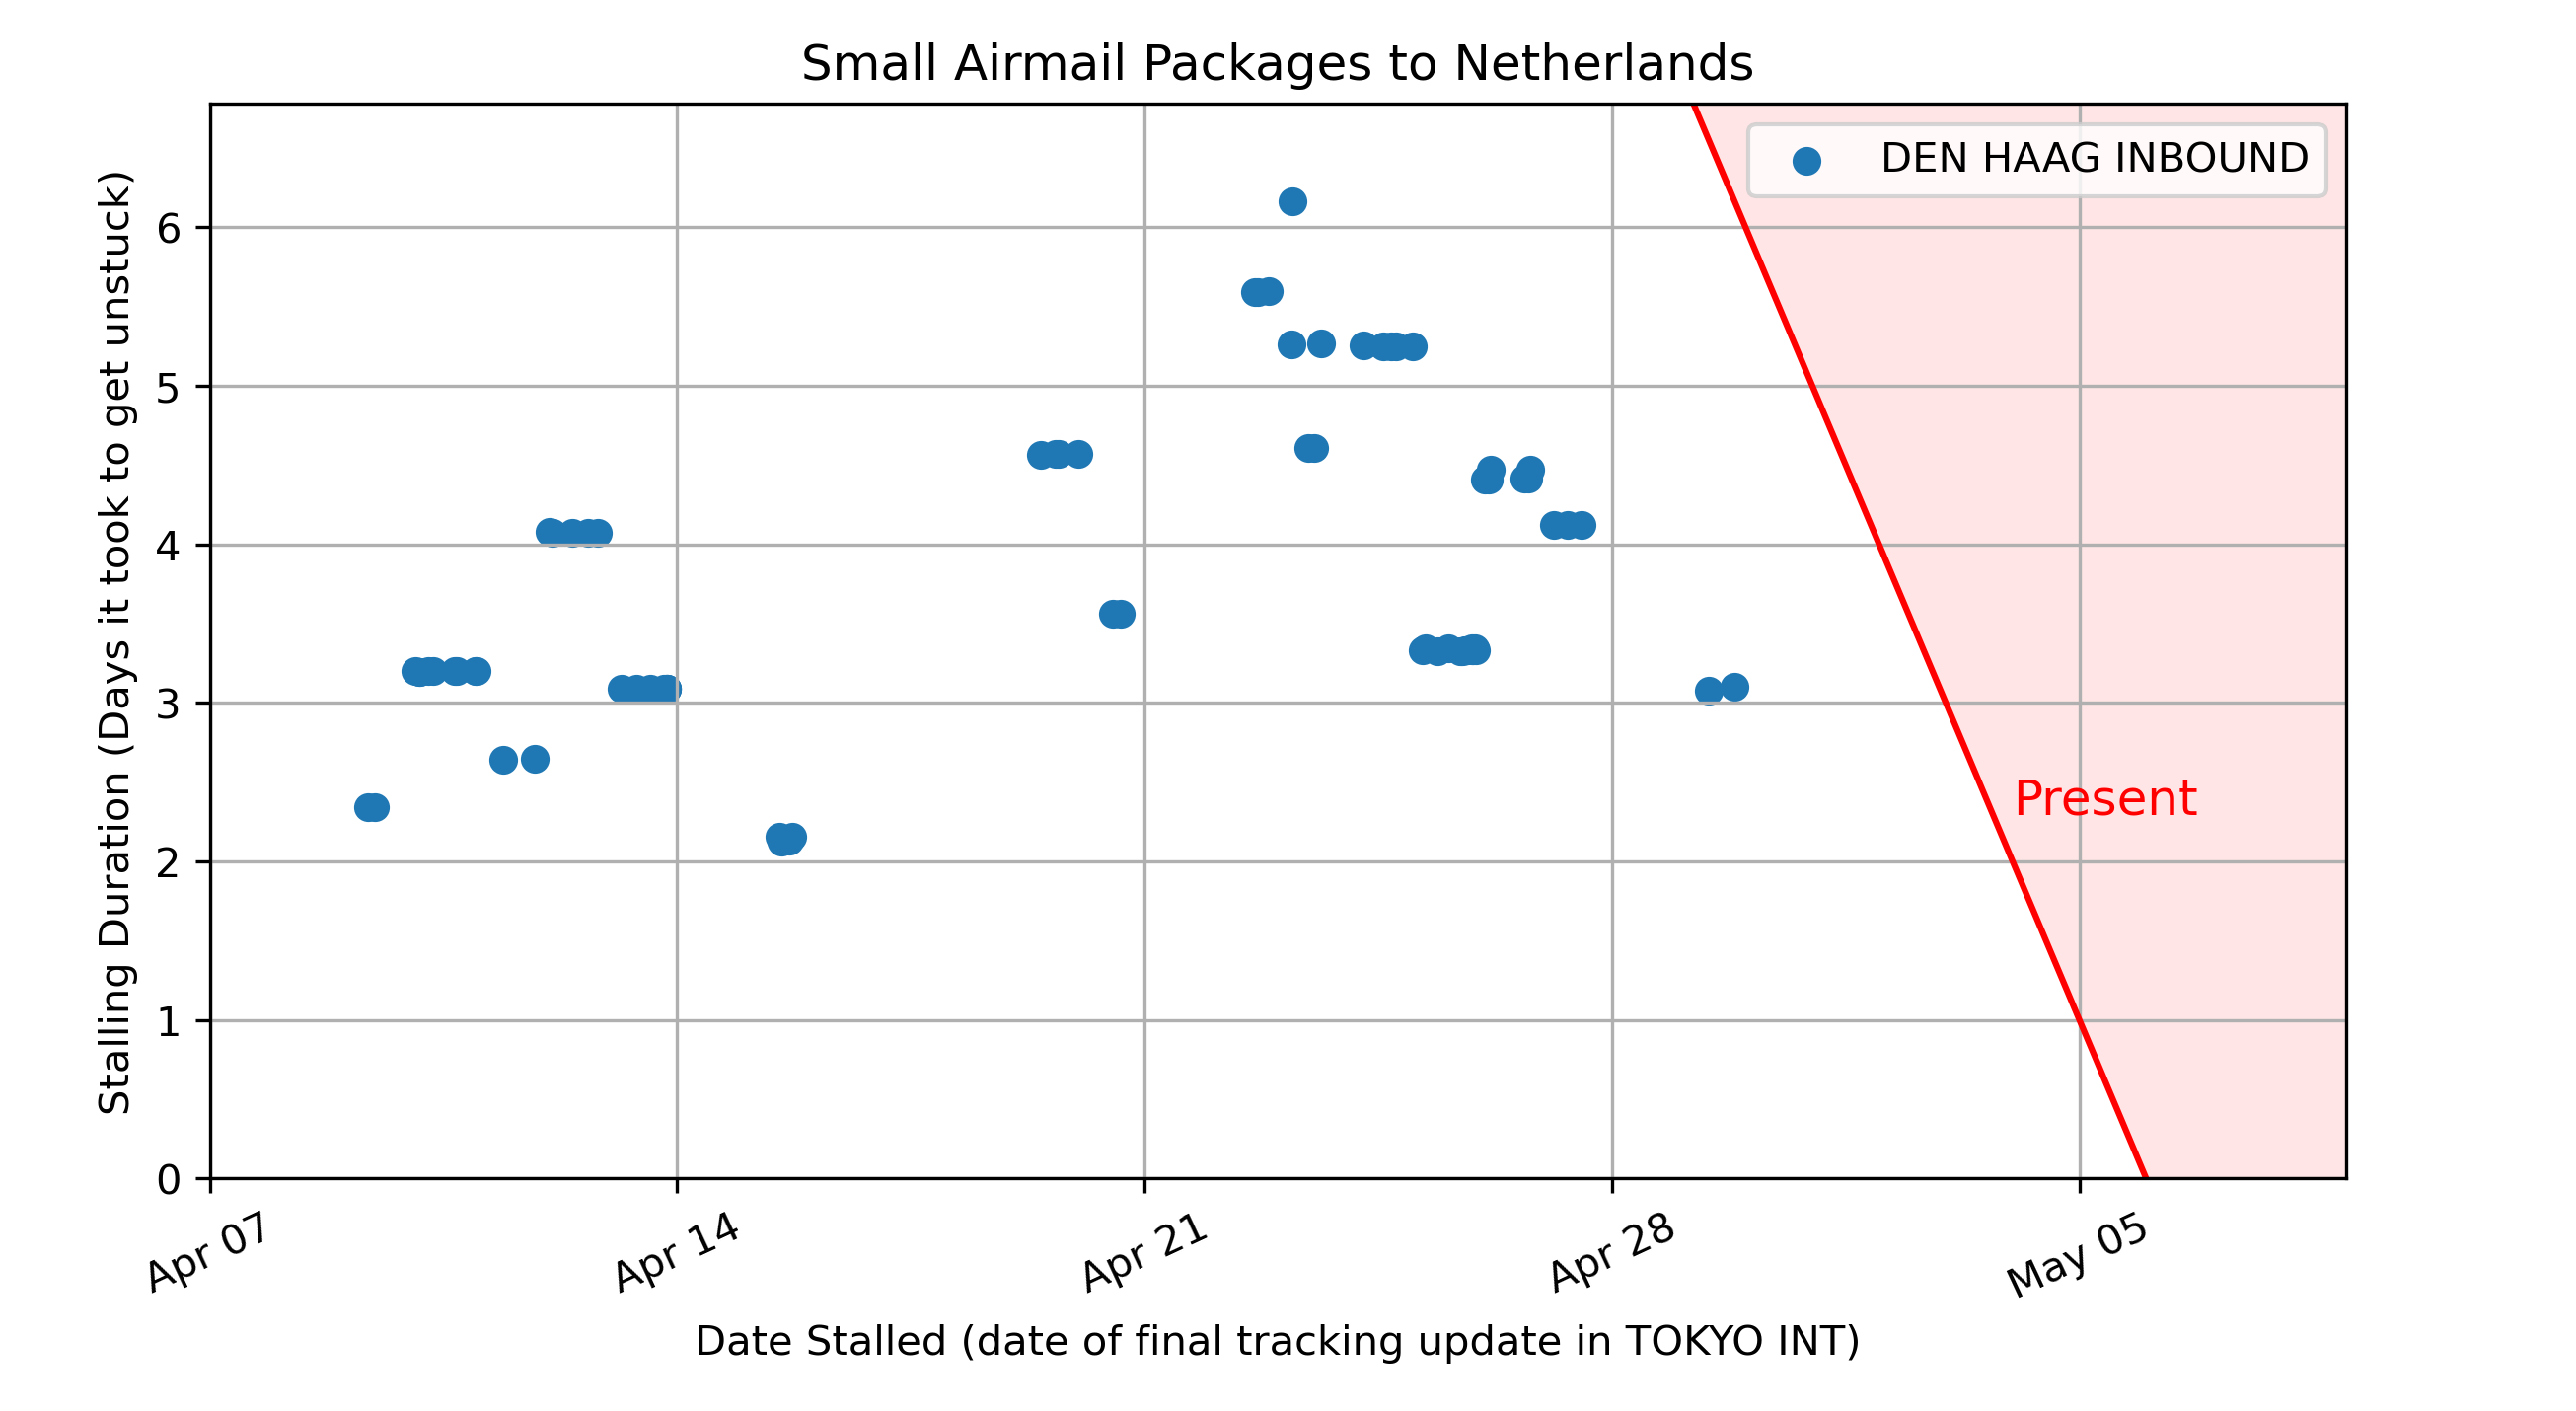 Small Airmail Packages to Netherlands
DEN HAAG INBOUND
Stalling Duration (Days it took to get unstuck)
6
5
4
3
2
1
0
Present
Apr 07
Apr 14
Apr 21
Apr 28
May 05
Date Stalled (date of final tracking update in TOKYO INT)